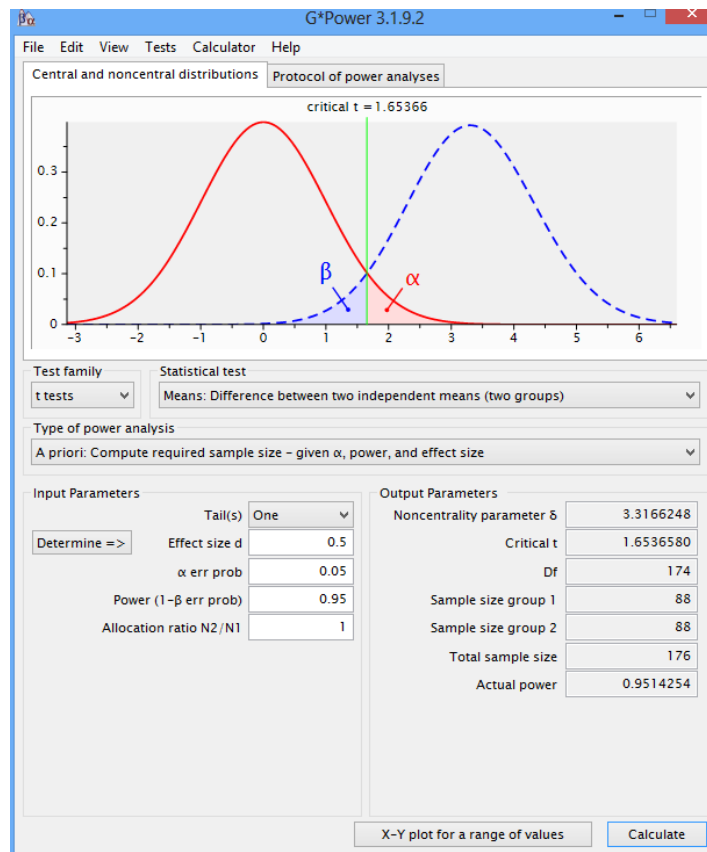 βα G*Power 3.1.9.2
File Edit View Tests Calculator Help
Central and noncentral distributions Protocol of power analyses
critical t = 1.65366
0.3
0.2
0.1
0
β α
-3 -2 -1 0 1 2 3 4 5 6
Test family Statistical test
t tests Means: Difference between two independent means (two groups)
Type of power analysis
A priori: Compute required sample size - given α, power, and effect size
Input Parameters Output Parameters
Tail(s) One Noncentrality parameter δ 3.3166248
Determine => Effect size d 0.5 Critical t 1.6536580
α err prob 0.05 Df 174
Power (1-β err prob) 0.95 Sample size group 1 88
Allocation ratio N2/N1 1 Sample size group 2 88
Total sample size 176
Actual power 0.9514254
X-Y plot for a range of values Calculate